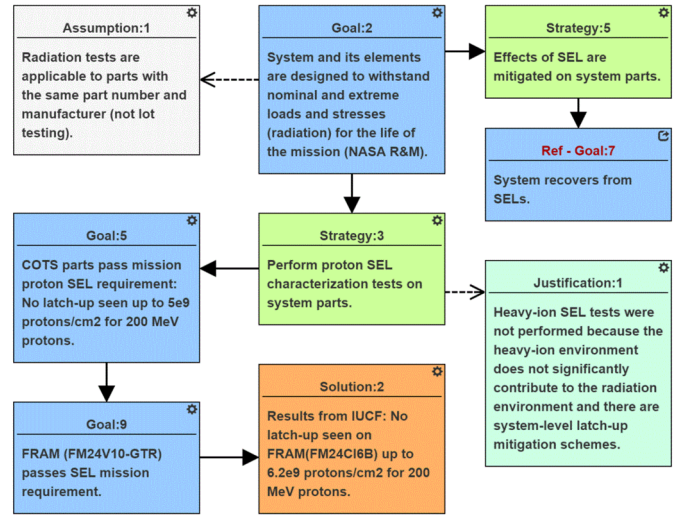 Assumption:1
Radiation tests are
applicable to parts with
the same part number and
manufacturer (not lot
testing).
Goal:2
System and its elements
are designed to withstand
nominal and extreme
loads and stresses
(radiation) for the life of
the mission (NASA R&M).
Strategy:5
Effects of SEL are
mitigated on system parts.
Ref - Goal:7
System recovers from
SELs.
Goal:5
COTS parts pass mission
proton SEL requirement:
No latch-up seen up to 5e9
protons/cm2 for 200 MeV
protons.
Strategy:3
Perform proton SEL
characterization tests on
system parts.
Justification:1
Heavy-ion SEL tests were
not performed because the
heavy-ion environment
does not significantly
contribute to the radiation
environment and there are
system-level latch-up
mitigation schemes.
Goal:9
FRAM (FM24V10-GTR)
passes SEL mission
requirement.
Solution:2
Results from IUCF: No
latch-up seen on
FRAM(FM24CI6B) up to
6.2e9 protons/cm2 for 200
MeV protons.